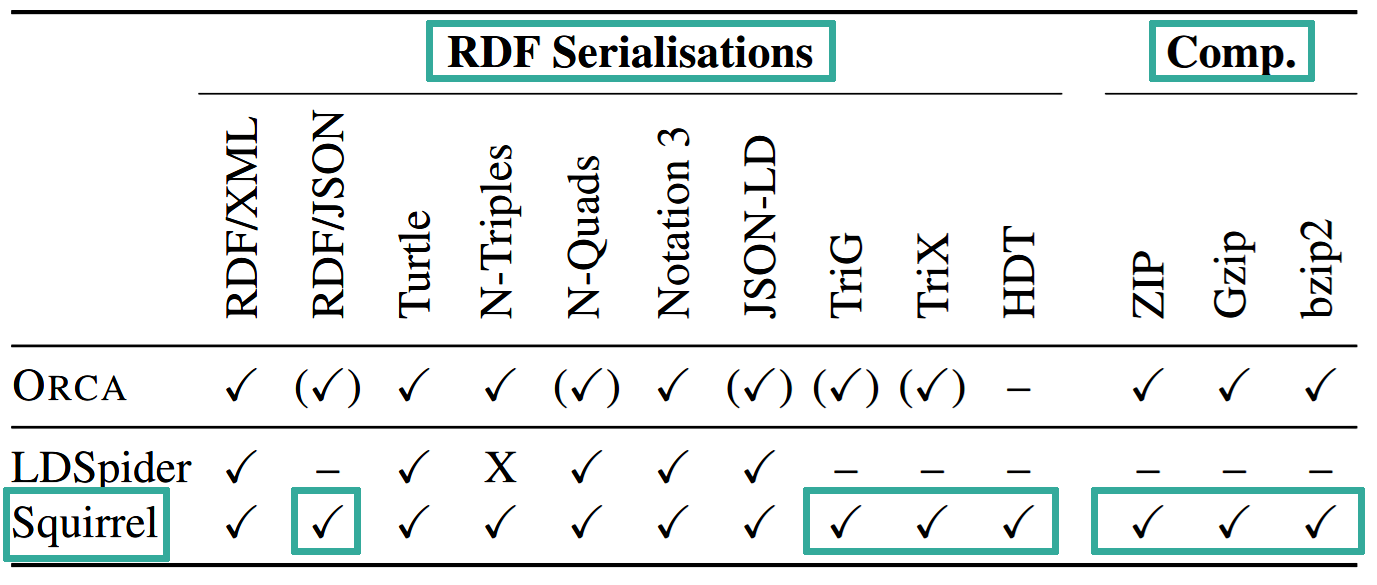 RDF Serialisations Comp.
RDF/XML RDF/JSON Turtle N-Triples N-Quads Notation 3 JSON-LD TriG TriX HDT ZIP Gzip bzip2
ORCA ✓ (✓) ✓ ✓ (✓) ✓ (✓) (✓) (✓) – ✓ ✓ ✓
LDSpider ✓ – ✓ X ✓ ✓ ✓ – – – – – –
Squirrel ✓ ✓ ✓ ✓ ✓ ✓ ✓ ✓ ✓ ✓ ✓ ✓ ✓